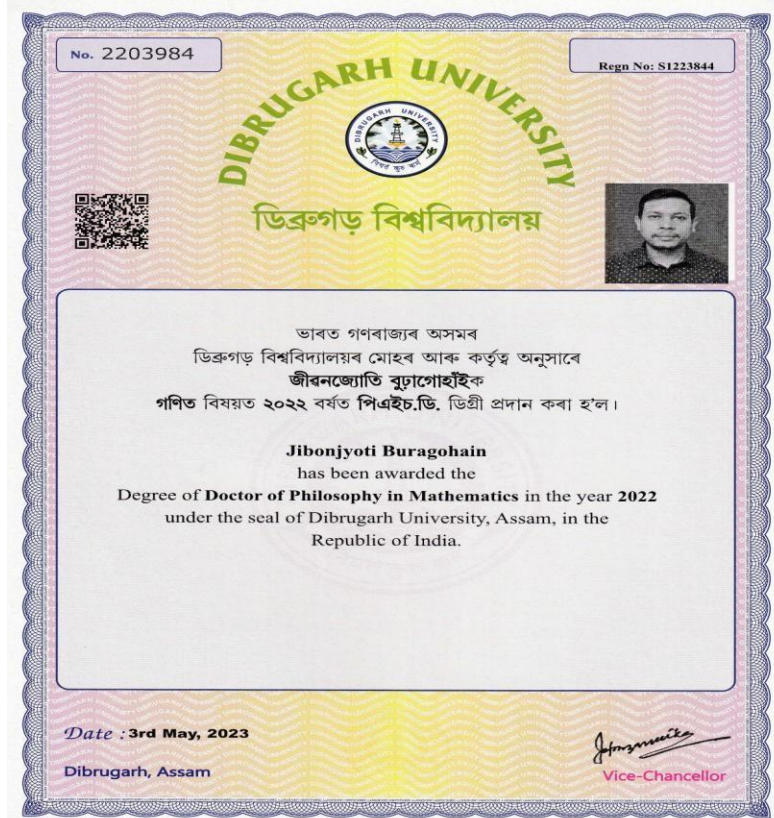 No. 2203984
Regn No: S1223844
DIBRUGARH UNIVERSITY
DIBRUGARH UNIVERSITY
ডিব্ৰুগড় বিশ্ববিদ্যালয়
ভাৰত গণৰাজ্যৰ অসমৰ
ডিব্ৰুগড় বিশ্ববিদ্যালয়ৰ মোহৰ আৰু কৰ্তৃত্ব অনুসাৰে
জীৱনজ্যোতি বুঢ়াগোহাঁইক
গণিত বিষয়ত ২০২২ বৰ্ষত পিএইচ.ডি. ডিগ্ৰী প্ৰদান কৰা হ'ল।
Jibonjyoti Buragohain
has been awarded the
Degree of Doctor of Philosophy in Mathematics in the year 2022
under the seal of Dibrugarh University, Assam, in the
Republic of India.
Date : 3rd May, 2023
Dibrugarh, Assam
Vice-Chancellor